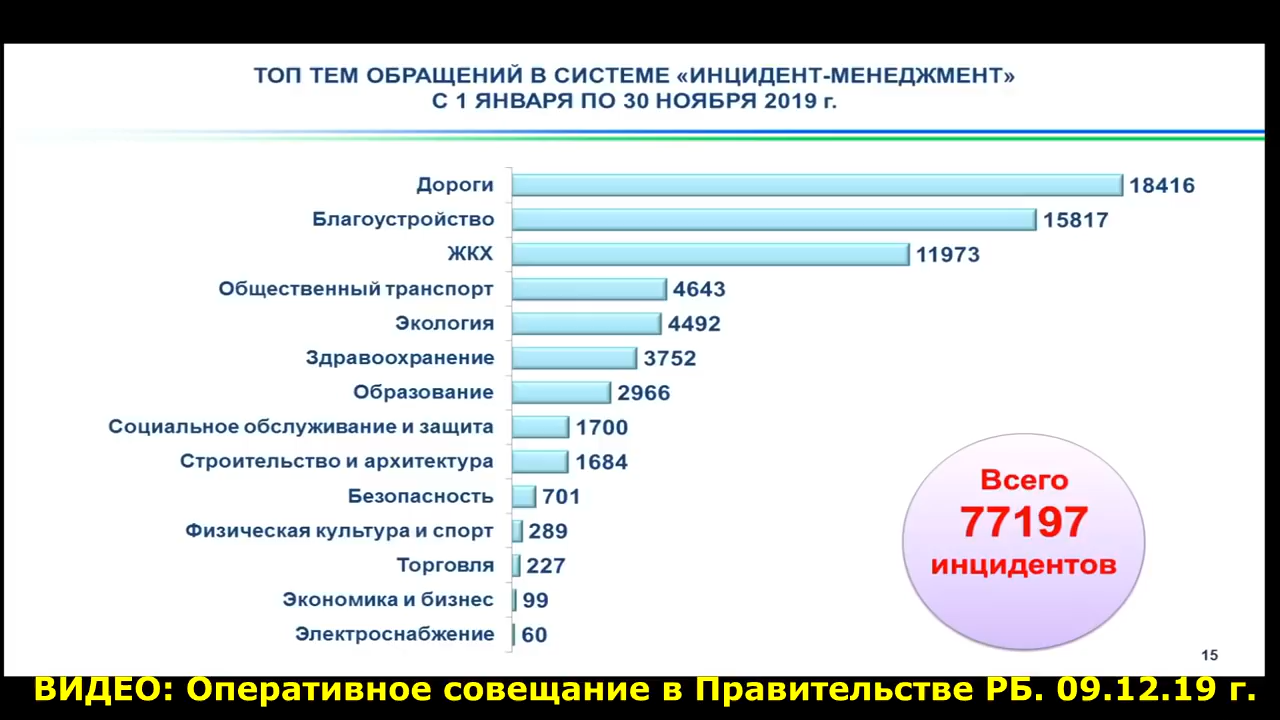 ТОП ТЕМ ОБРАЩЕНИЙ В СИСТЕМЕ «ИНЦИДЕНТ-МЕНЕДЖМЕНТ»
С 1 ЯНВАРЯ ПО 30 НОЯБРЯ 2019 г.
Дороги 18416
Благоустройство 15817
ЖКХ 11973
Общественный транспорт 4643
Экология 4492
Здравоохранение 3752
Образование 2966
Социальное обслуживание и защита 1700
Строительство и архитектура 1684
Безопасность 701
Физическая культура и спорт 289
Торговля 227
Экономика и бизнес 99
Электроснабжение 60
Всего
77197
инцидентов
15
ВИДЕО: Оперативное совещание в Правительстве РБ. 09.12.19 г.